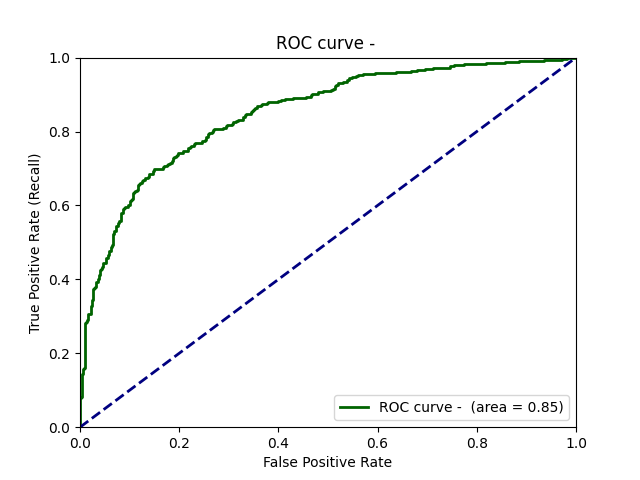 ROC curve -
1.0
0.8
0.6
0.4
0.2
0.0
True Positive Rate (Recall)
ROC curve -  (area = 0.85)
0.0 0.2 0.4 0.6 0.8 1.0
False Positive Rate